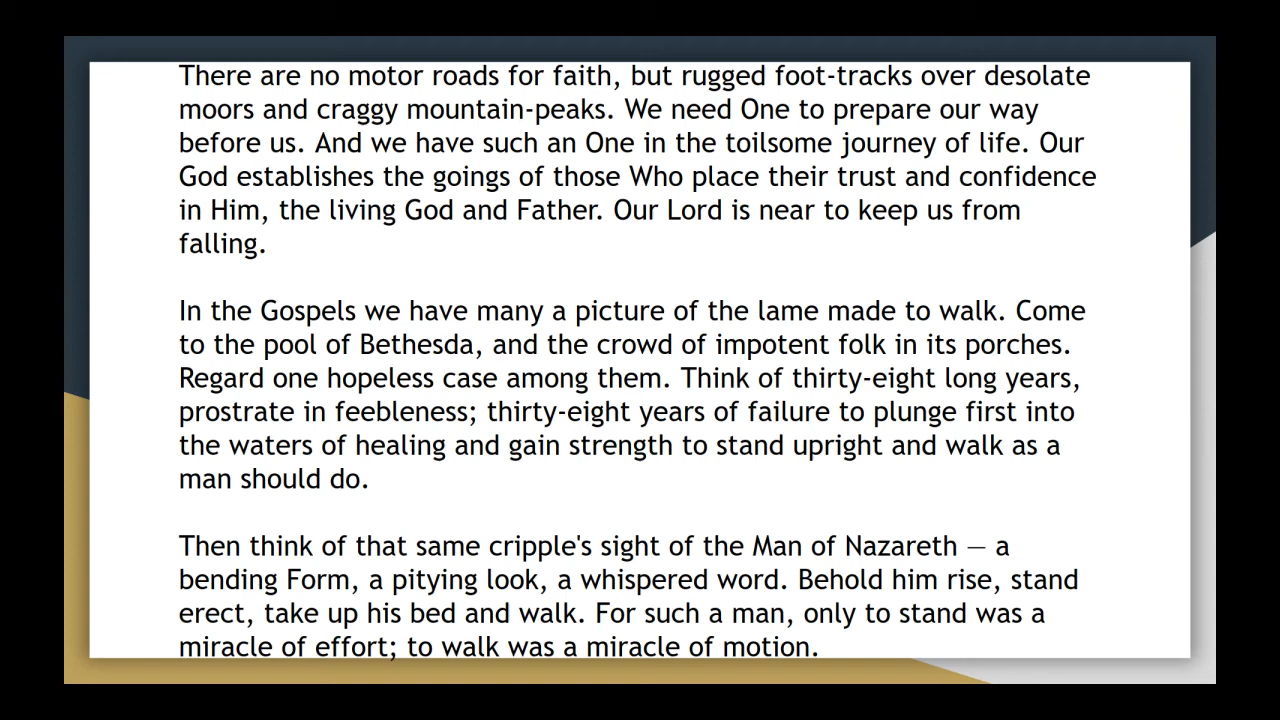 There are no motor roads for faith, but rugged foot-tracks over desolate
moors and craggy mountain-peaks. We need One to prepare our way
before us. And we have such an One in the toilsome journey of life. Our
God establishes the goings of those Who place their trust and confidence
in Him, the living God and Father. Our Lord is near to keep us from
falling.
In the Gospels we have many a picture of the lame made to walk. Come
to the pool of Bethesda, and the crowd of impotent folk in its porches.
Regard one hopeless case among them. Think of thirty-eight long years,
prostrate in feebleness; thirty-eight years of failure to plunge first into
the waters of healing and gain strength to stand upright and walk as a
man should do.
Then think of that same cripple's sight of the Man of Nazareth — a
bending Form, a pitying look, a whispered word. Behold him rise, stand
erect, take up his bed and walk. For such a man, only to stand was a
miracle of effort; to walk was a miracle of motion.